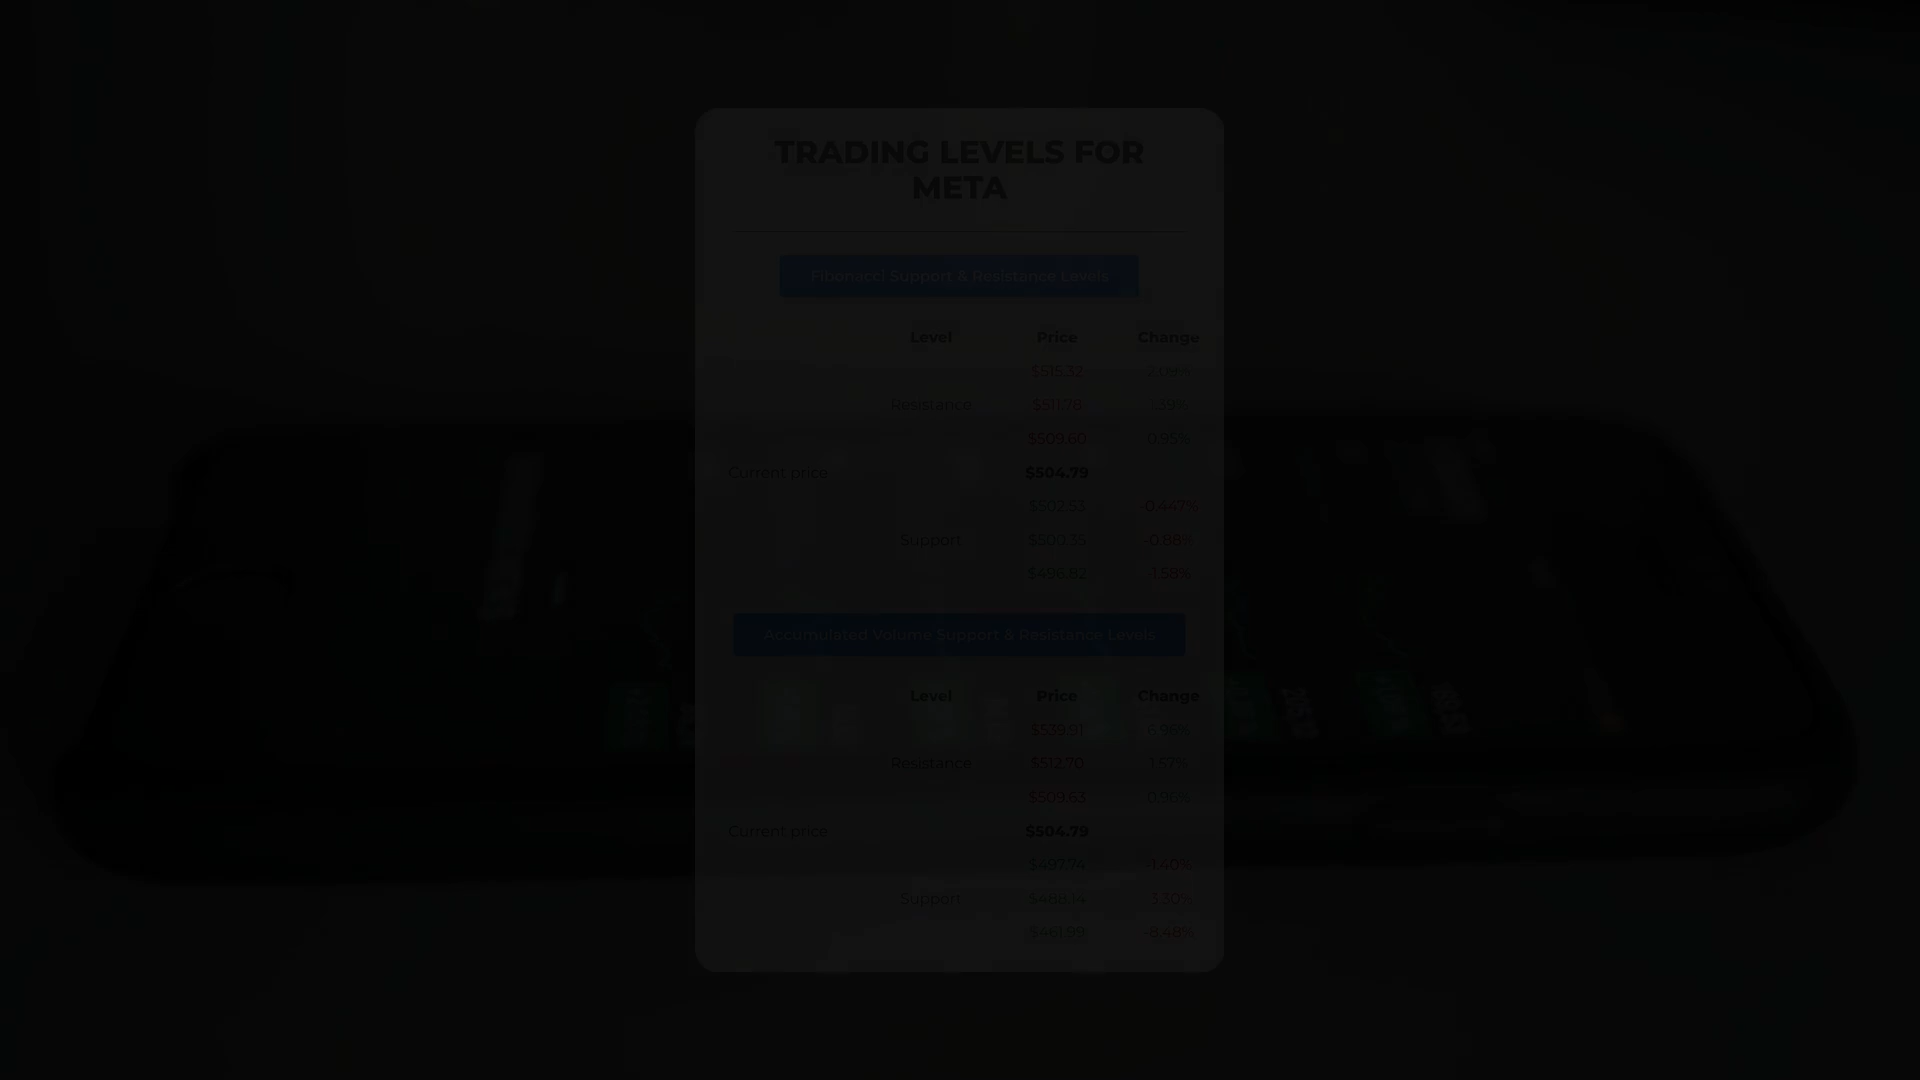 TRADING LEVELS FOR
META
Fibonacci Support & Resistance Levels
Level Price Change
$515.32 2.09%
Resistance $511.78 1.39%
$509.60 0.95%
Current price $504.79
$502.53 -0.447%
Support $500.35 -0.88%
$496.82 -1.58%
Accumulated Volume Support & Resistance Levels
Level Price Change
$539.91 6.96%
Resistance $512.70 1.57%
$509.63 0.96%
Current price $504.79
$497.74 -1.40%
Support $488.14 -3.30%
$461.99 -8.48%